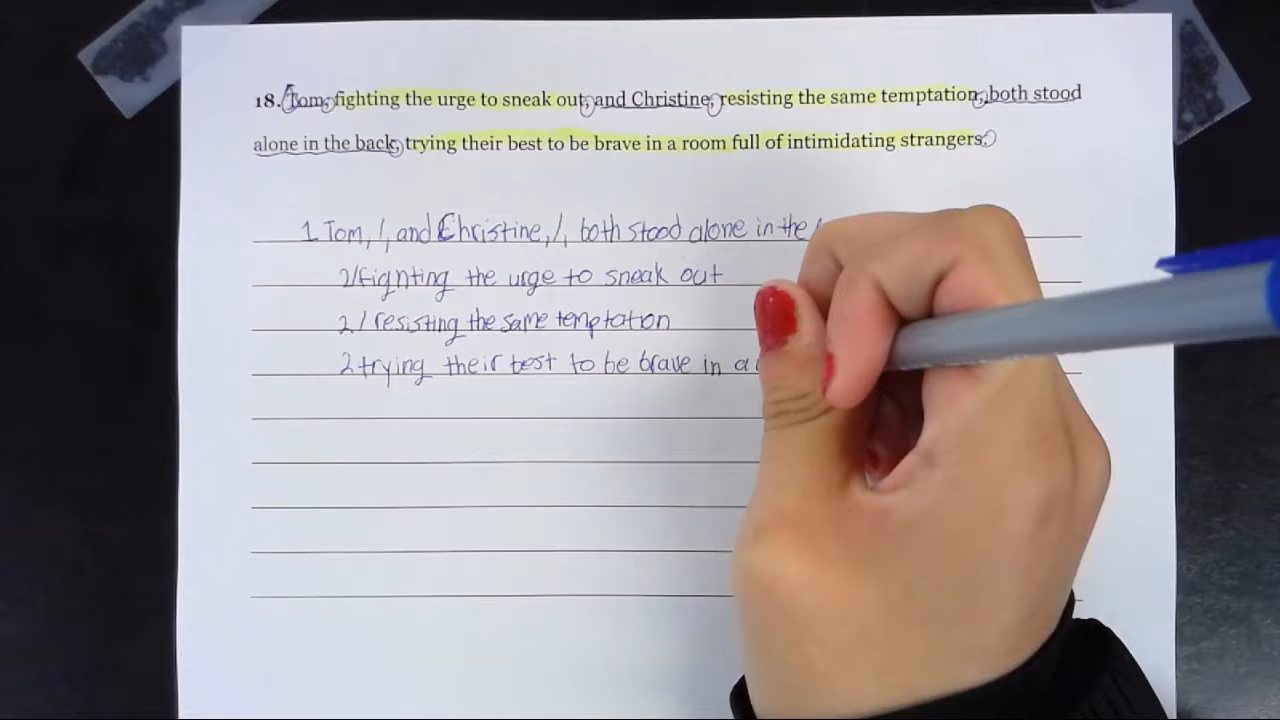 18. Tom, fighting the urge to sneak out, and Christine, resisting the same temptation, both stood
alone in the back, trying their best to be brave in a room full of intimidating strangers.
1 Tom, /, and Christine, /, both stood alone in the
2/fighting the urge to sneak out
2/ resisting the same temptation
2 trying their best to be brave in a